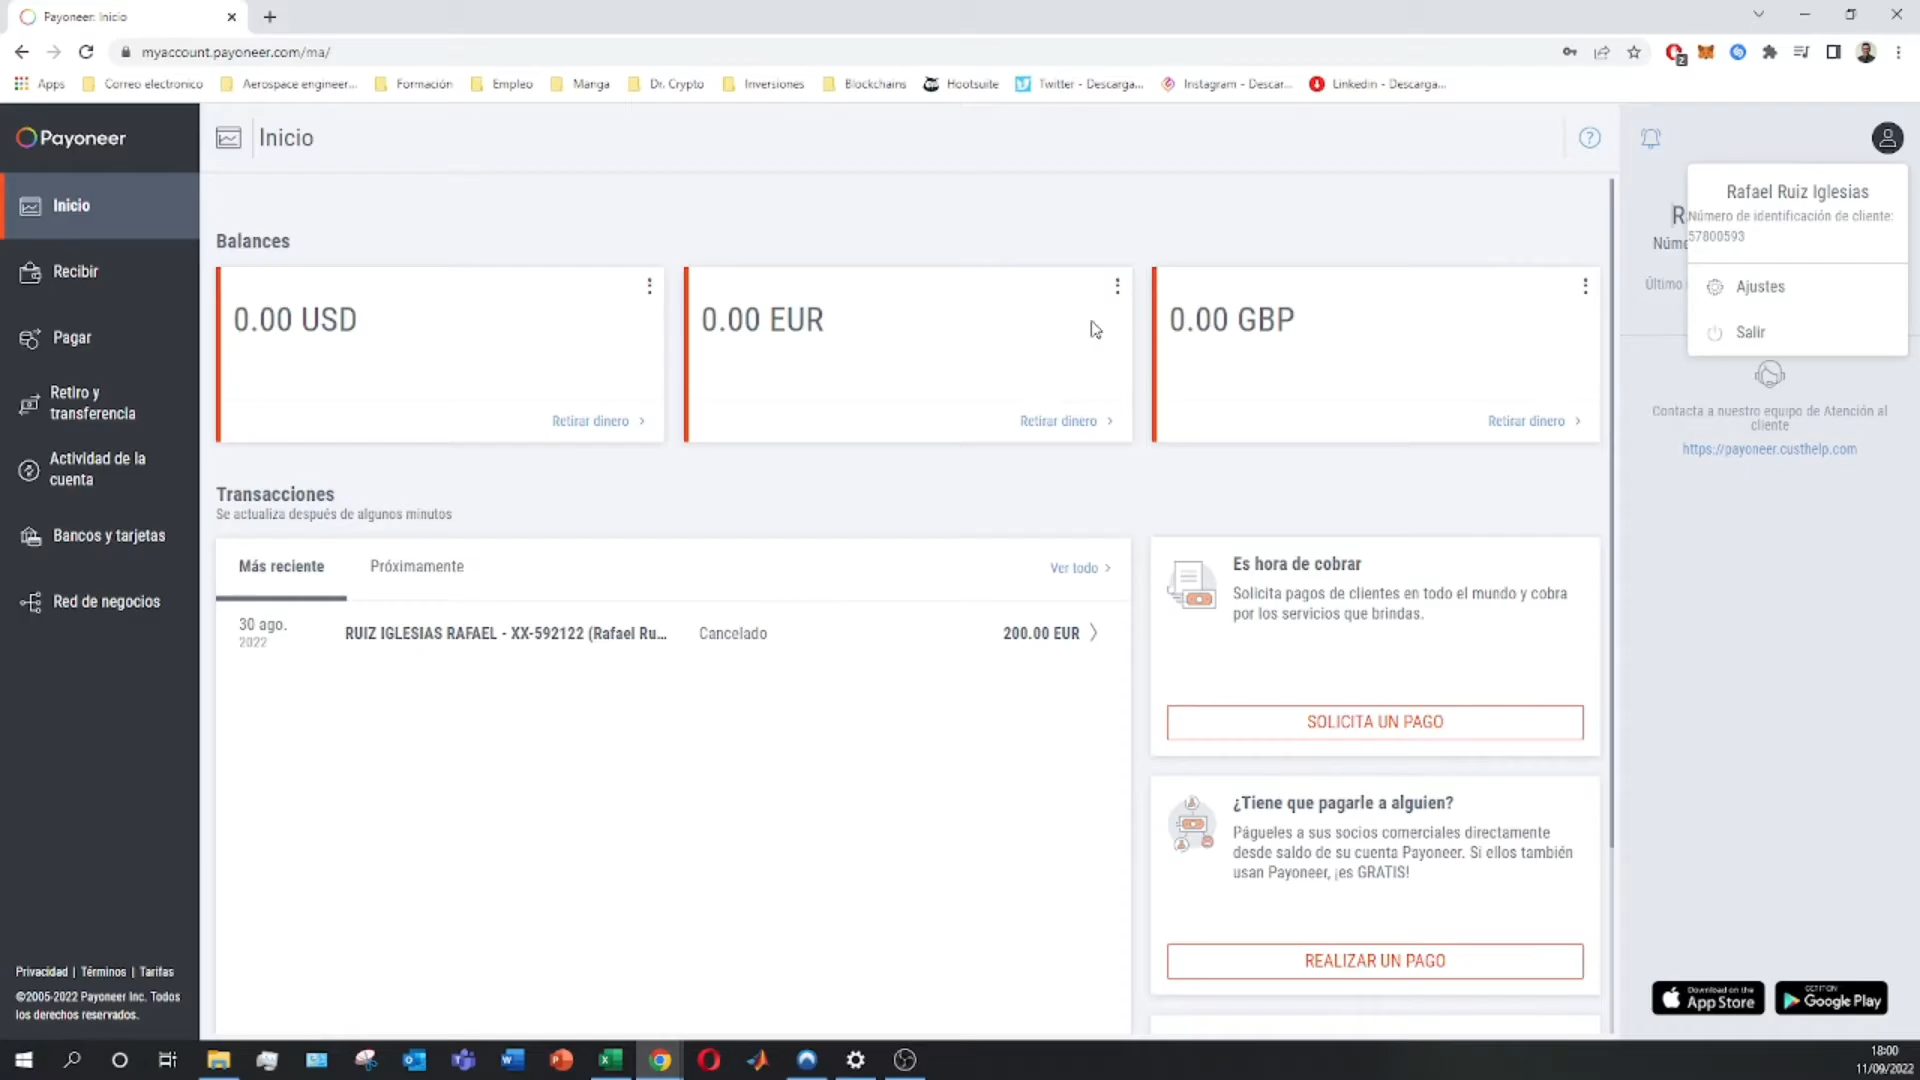 Payoneer: Inicio
myaccount.payoneer.com/ma/
Apps
Correo electronico
Aerospace engineer...
Formación
Empleo
Manga
Dr. Crypto
Inversiones
Blockchains
Hootsuite
Twitter - Descarga...
Instagram - Descar...
Linkedin - Descarga...
Payoneer
Inicio
Rafael Ruiz Iglesias
Número de identificación de cliente:
57800593
R
Núme
Último
Ajustes
Salir
Contacta a nuestro equipo de Atención al
cliente
https://payoneer.custhelp.com
Inicio
Recibir
Pagar
Retiro y
transferencia
Actividad de la
cuenta
Bancos y tarjetas
Red de negocios
Balances
0.00 USD
Retirar dinero
0.00 EUR
Retirar dinero
0.00 GBP
Retirar dinero
Transacciones
Se actualiza después de algunos minutos
Más reciente
Próximamente
Ver todo
30 ago.
2022
RUIZ IGLESIAS RAFAEL - XX-592122 (Rafael Ru...
Cancelado
200.00 EUR
Es hora de cobrar
Solicita pagos de clientes en todo el mundo y cobra
por los servicios que brindas.
SOLICITA UN PAGO
¿Tiene que pagarle a alguien?
Págueles a sus socios comerciales directamente
desde saldo de su cuenta Payoneer. Si ellos también
usan Payoneer, ¡es GRATIS!
REALIZAR UN PAGO
Privacidad | Términos | Tarifas
©2005-2022 Payoneer Inc. Todos
los derechos reservados.
Download on the
App Store
GET IT ON
Google Play
18:00
11/09/2022